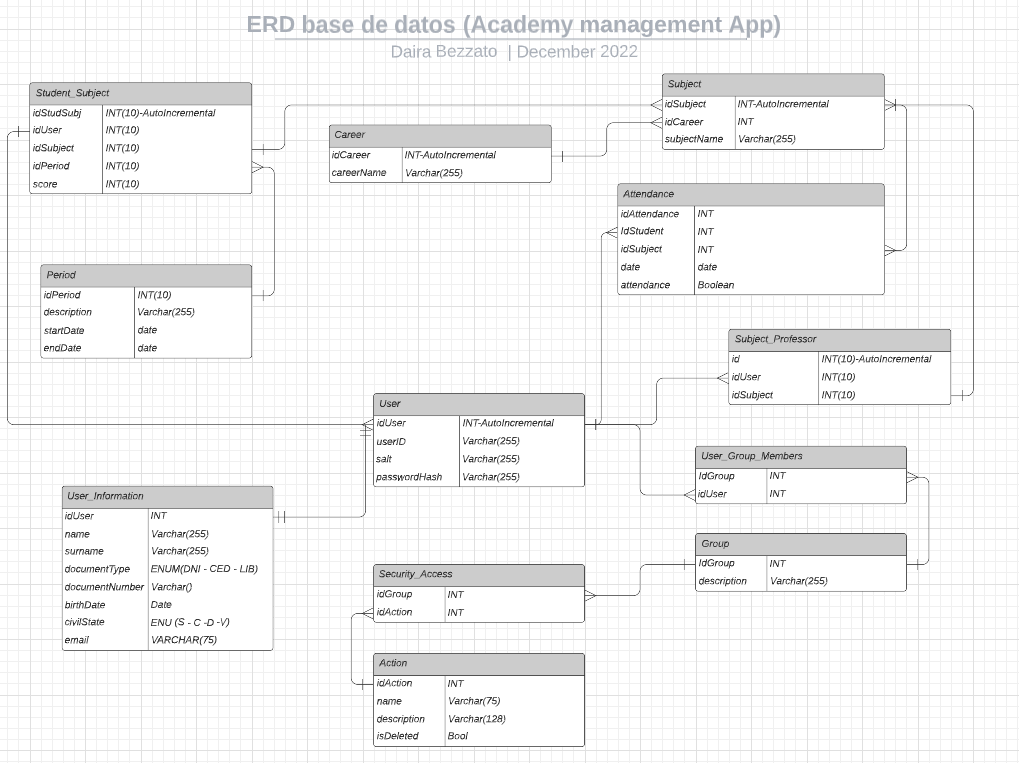 ERD base de datos (Academy management App)
Daira Bezzato | December 2022
Student_Subject
idStudSubj INT(10)-AutoIncremental
idUser INT(10)
idSubject INT(10)
idPeriod INT(10)
score INT(10)
Career
idCareer INT-AutoIncremental
careerName Varchar(255)
Subject
idSubject INT-AutoIncremental
idCareer INT
subjectName Varchar(255)
Attendance
idAttendance INT
IdStudent INT
idSubject INT
date date
attendance Boolean
Period
idPeriod INT(10)
description Varchar(255)
startDate date
endDate date
Subject_Professor
id INT(10)-AutoIncremental
idUser INT(10)
idSubject INT(10)
User
idUser INT-AutoIncremental
userID Varchar(255)
salt Varchar(255)
passwordHash Varchar(255)
User_Group_Members
IdGroup INT
idUser INT
User_Information
idUser INT
name Varchar(255)
surname Varchar(255)
documentType ENUM(DNI - CED - LIB)
documentNumber Varchar()
birthDate Date
civilState ENU (S - C -D -V)
email VARCHAR(75)
Group
IdGroup INT
description Varchar(255)
Security_Access
idGroup INT
idAction INT
Action
idAction INT
name Varchar(75)
description Varchar(128)
isDeleted Bool